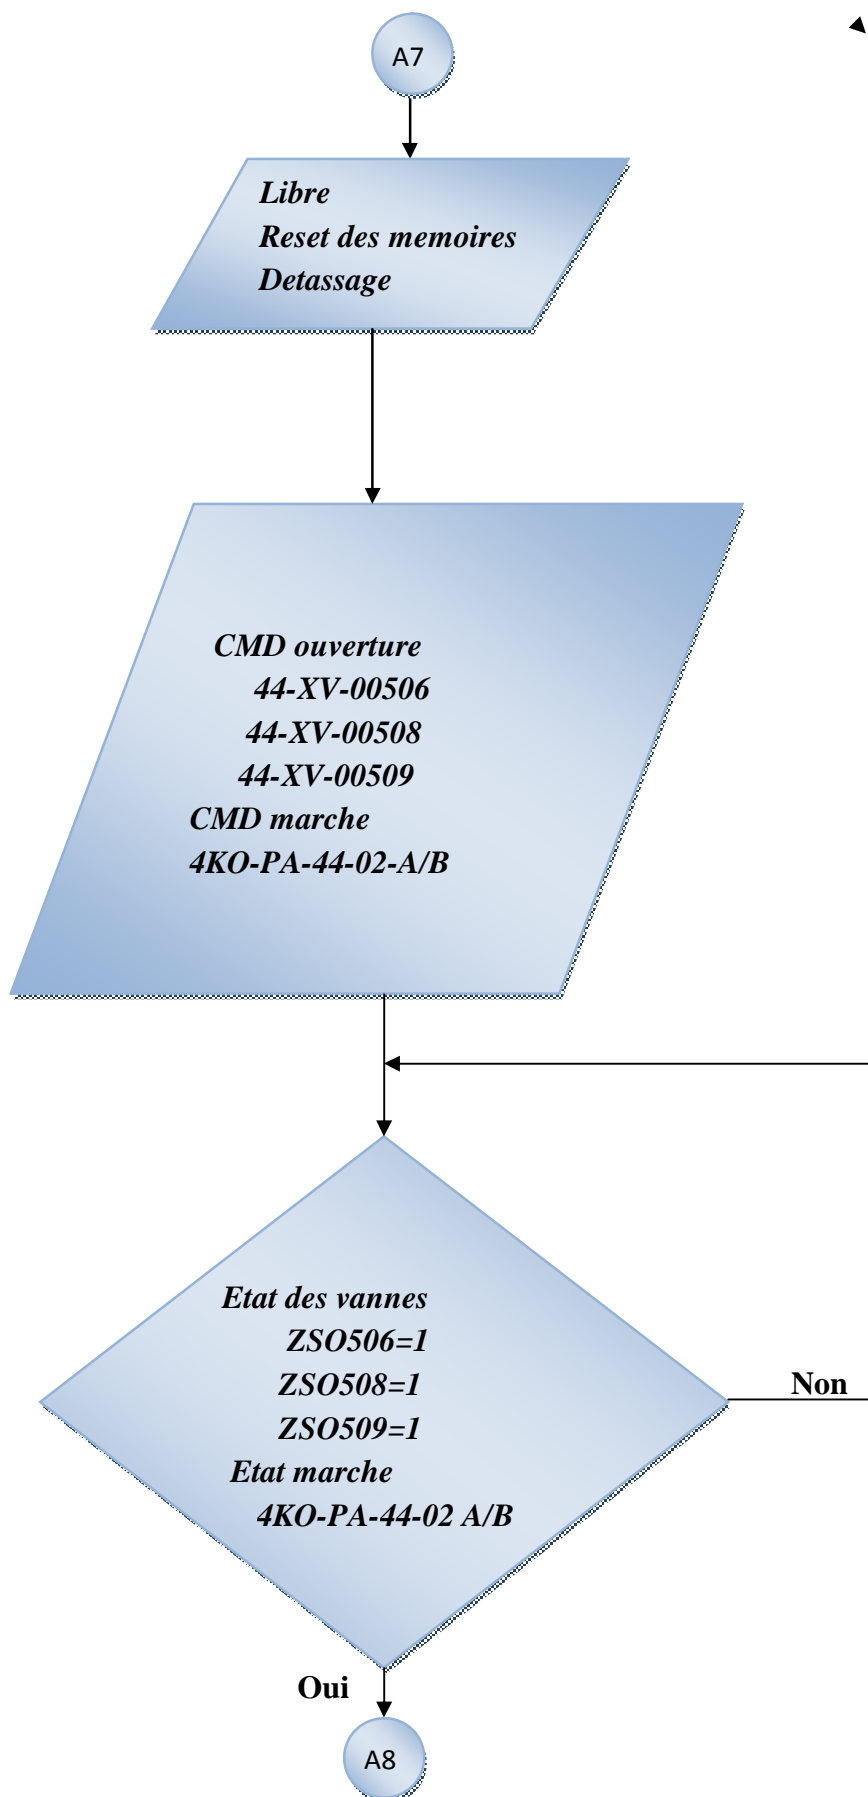 A7
Libre
Reset des memoires
Detassage
CMD ouverture
44-XV-00506
44-XV-00508
44-XV-00509
CMD marche
4KO-PA-44-02-A/B
Etat des vannes
ZSO506=1
ZSO508=1
ZSO509=1
Etat marche
4KO-PA-44-02 A/B
Non
Oui
A8